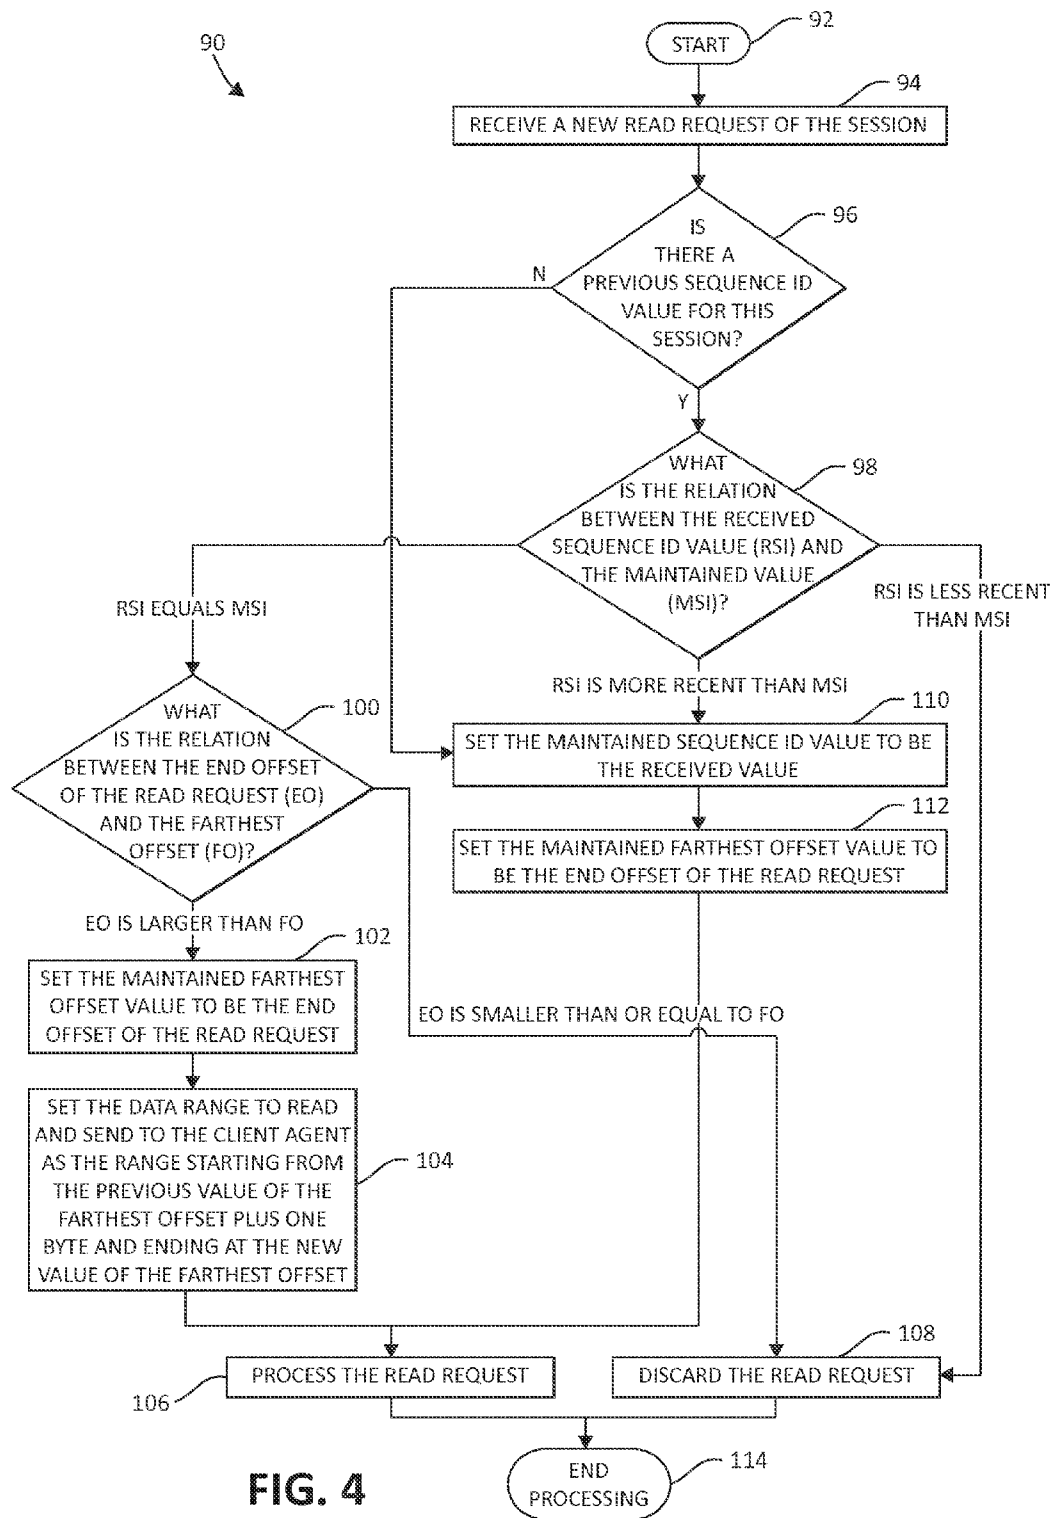 90
START
92
94
RECEIVE A NEW READ REQUEST OF THE SESSION
96
IS
THERE A
PREVIOUS SEQUENCE ID
VALUE FOR THIS
SESSION?
N
Y
98
WHAT
IS THE RELATION
BETWEEN THE RECEIVED
SEQUENCE ID VALUE (RSI) AND
THE MAINTAINED VALUE
(MSI)?
RSI EQUALS MSI
RSI IS LESS RECENT
THAN MSI
RSI IS MORE RECENT THAN MSI
100
WHAT
IS THE RELATION
BETWEEN THE END OFFSET
OF THE READ REQUEST (EO)
AND THE FARTHEST
OFFSET (FO)?
110
SET THE MAINTAINED SEQUENCE ID VALUE TO BE
THE RECEIVED VALUE
112
SET THE MAINTAINED FARTHEST OFFSET VALUE TO
BE THE END OFFSET OF THE READ REQUEST
EO IS LARGER THAN FO
102
SET THE MAINTAINED FARTHEST
OFFSET VALUE TO BE THE END
OFFSET OF THE READ REQUEST
EO IS SMALLER THAN OR EQUAL TO FO
SET THE DATA RANGE TO READ
AND SEND TO THE CLIENT AGENT
AS THE RANGE STARTING FROM
THE PREVIOUS VALUE OF THE
FARTHEST OFFSET PLUS ONE
BYTE AND ENDING AT THE NEW
VALUE OF THE FARTHEST OFFSET
104
PROCESS THE READ REQUEST
106
108
DISCARD THE READ REQUEST
END
PROCESSING
114
FIG. 4